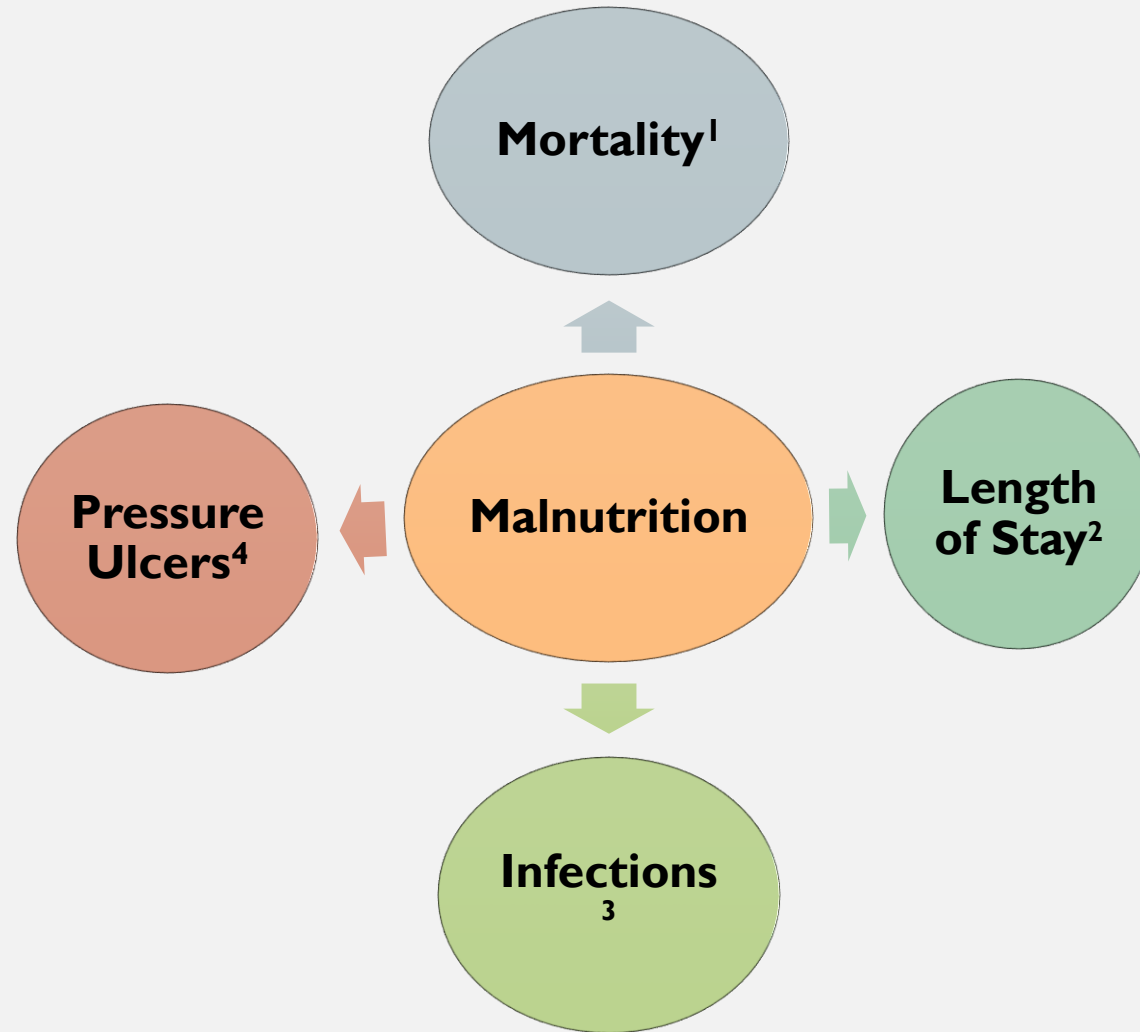 Mortality¹
Malnutrition
Length
of Stay²
Pressure
Ulcers⁴
Infections
3